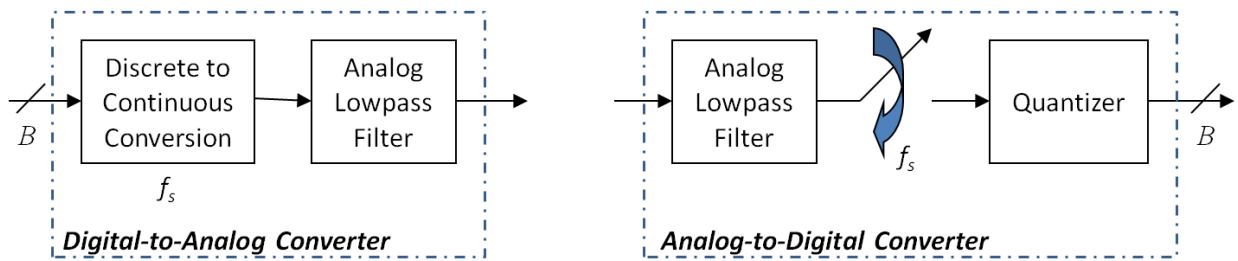 Discrete to
Continuous
Conversion
Analog
Lowpass
Filter
B
f_s
Digital-to-Analog Converter
Analog
Lowpass
Filter
f_s
Quantizer
B
Analog-to-Digital Converter